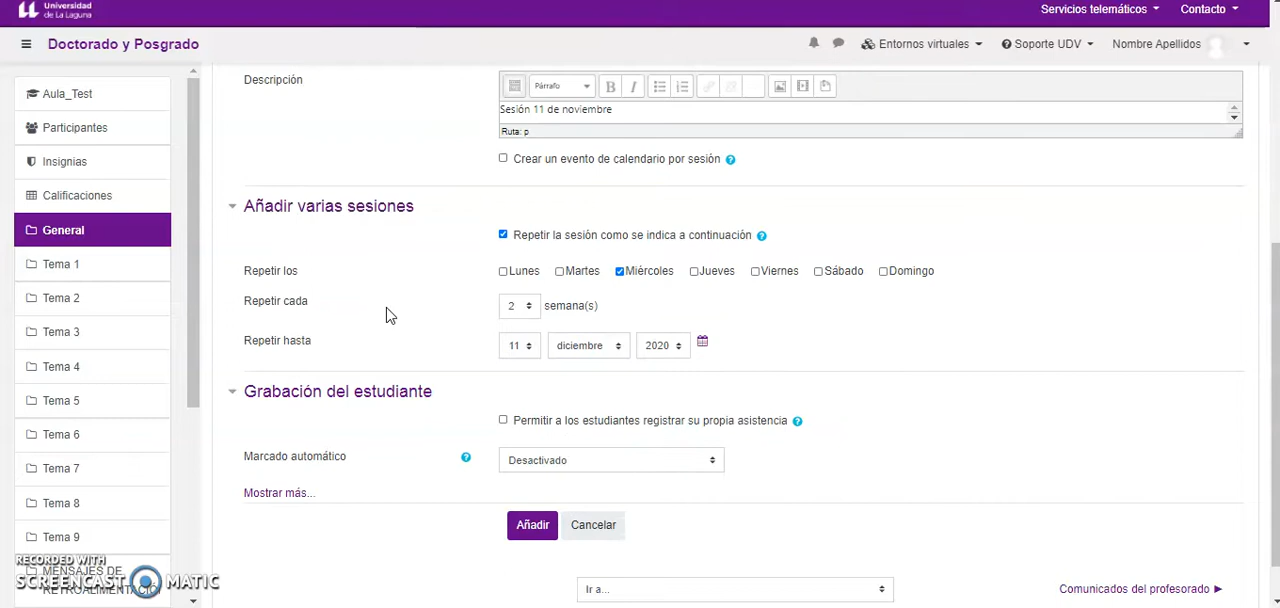 Universidad
de La Laguna
Servicios telemáticos
Contacto
Doctorado y Posgrado
Entornos virtuales
Soporte UDV
Nombre Apellidos
Aula_Test
Participantes
Insignias
Calificaciones
General
Tema 1
Tema 2
Tema 3
Tema 4
Tema 5
Tema 6
Tema 7
Tema 8
Tema 9
MENSAJES DE
RETROALIMENTACIÓN
Descripción
Párrafo
B I
Sesión 11 de noviembre
Ruta: p
Crear un evento de calendario por sesión
Añadir varias sesiones
Repetir la sesión como se indica a continuación
Repetir los
Lunes Martes Miércoles Jueves Viernes Sábado Domingo
Repetir cada
2 semana(s)
Repetir hasta
11 diciembre 2020
Grabación del estudiante
Permitir a los estudiantes registrar su propia asistencia
Marcado automático
Desactivado
Mostrar más...
Añadir Cancelar
Ir a...
Comunicados del profesorado ►
RECORDED WITH
SCREENCAST MATIC